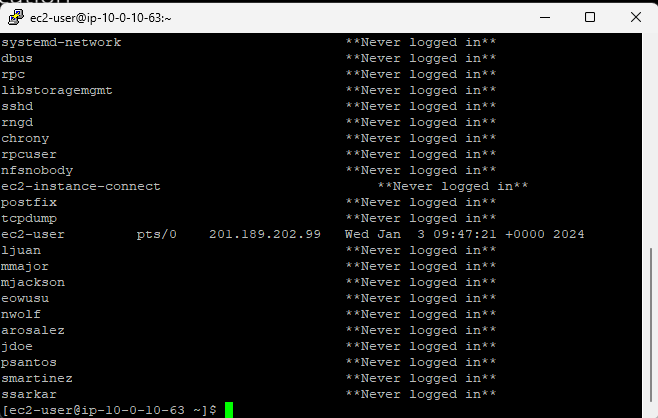 ec2-user@ip-10-0-10-63:~
systemd-network **Never logged in**
dbus **Never logged in**
rpc **Never logged in**
libstoragemgmt **Never logged in**
sshd **Never logged in**
rngd **Never logged in**
chrony **Never logged in**
rpcuser **Never logged in**
nfsnobody **Never logged in**
ec2-instance-connect **Never logged in**
postfix **Never logged in**
tcpdump **Never logged in**
ec2-user pts/0 201.189.202.99 Wed Jan 3 09:47:21 +0000 2024
ljuan **Never logged in**
mmajor **Never logged in**
mjackson **Never logged in**
eowusu **Never logged in**
nwolf **Never logged in**
arosalez **Never logged in**
jdoe **Never logged in**
psantos **Never logged in**
smartinez **Never logged in**
ssarkar **Never logged in**
[ec2-user@ip-10-0-10-63 ~]$